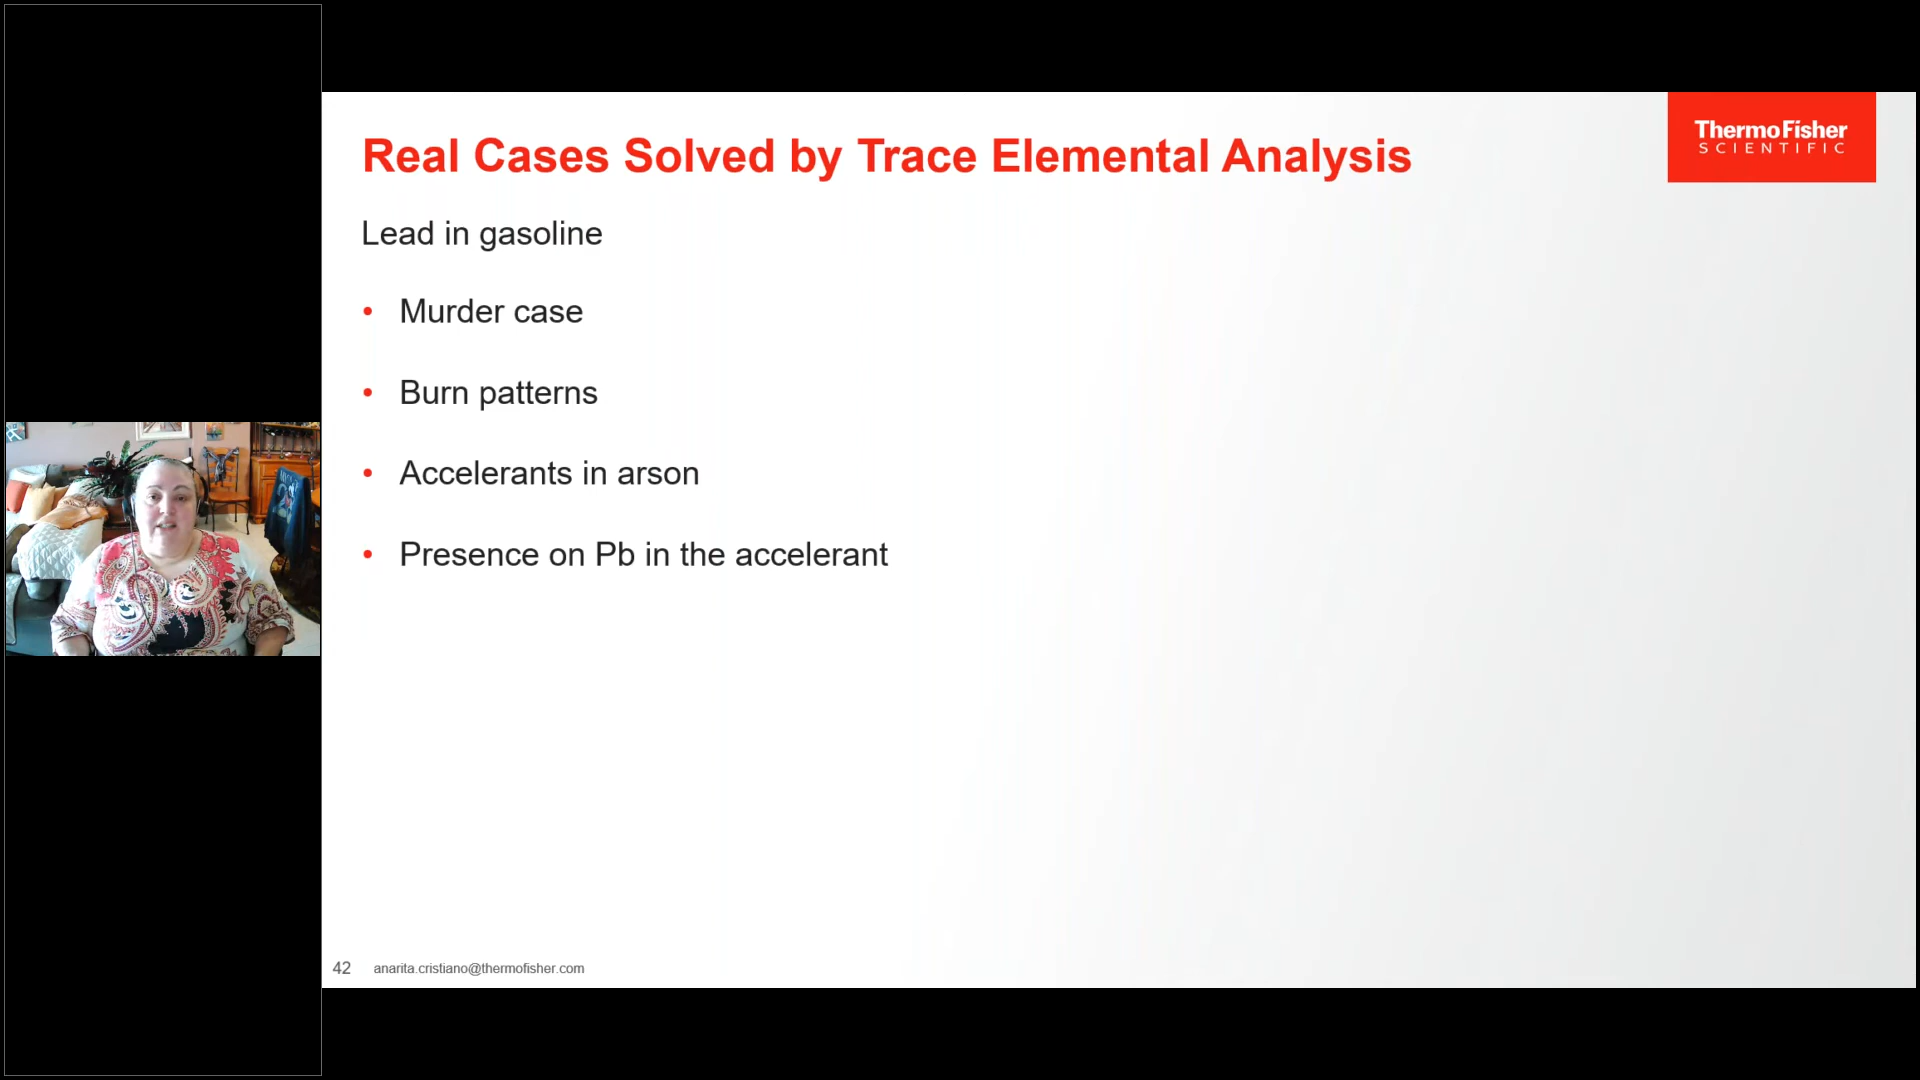 Real Cases Solved by Trace Elemental Analysis
ThermoFisher
SCIENTIFIC
Lead in gasoline
• Murder case
• Burn patterns
• Accelerants in arson
• Presence on Pb in the accelerant
42 anarita.cristiano@thermofisher.com